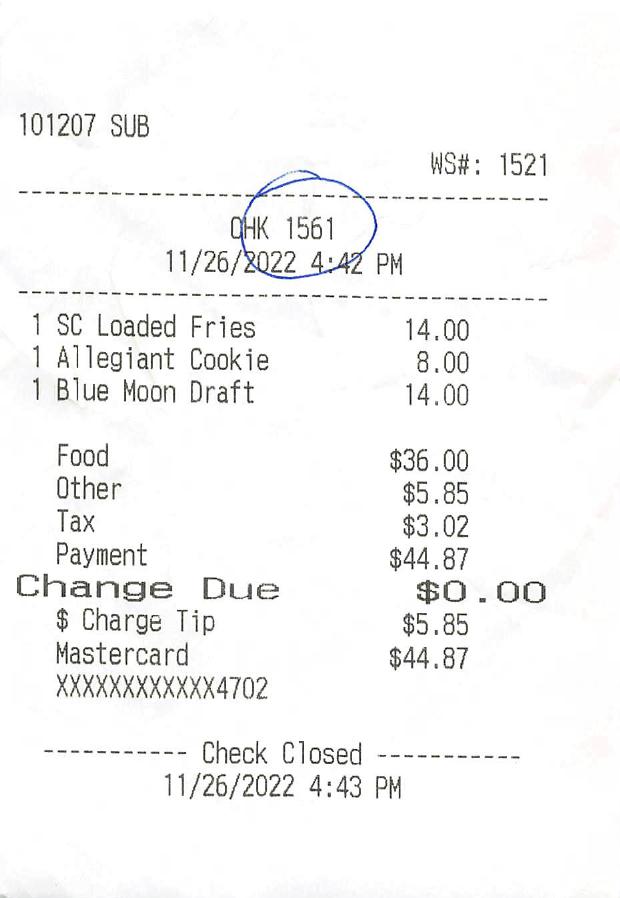 101207 SUB
WS#: 1521
--------------------------------------------
CHK 1561
11/26/2022 4:42 PM
--------------------------------------------
1 SC Loaded Fries 14.00
1 Allegiant Cookie 8.00
1 Blue Moon Draft 14.00
Food $36.00
Other $5.85
Tax $3.02
Payment $44.87
Change Due $0.00
$ Charge Tip $5.85
Mastercard $44.87
XXXXXXXXXXXX4702
----------- Check Closed -----------
11/26/2022 4:43 PM